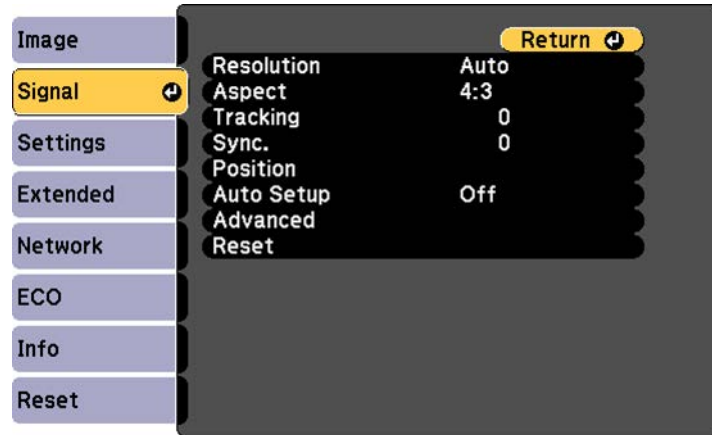 Image
Signal
Settings
Extended
Network
ECO
Info
Reset
Return
Resolution Auto
Aspect 4:3
Tracking 0
Sync. 0
Position
Auto Setup Off
Advanced
Reset